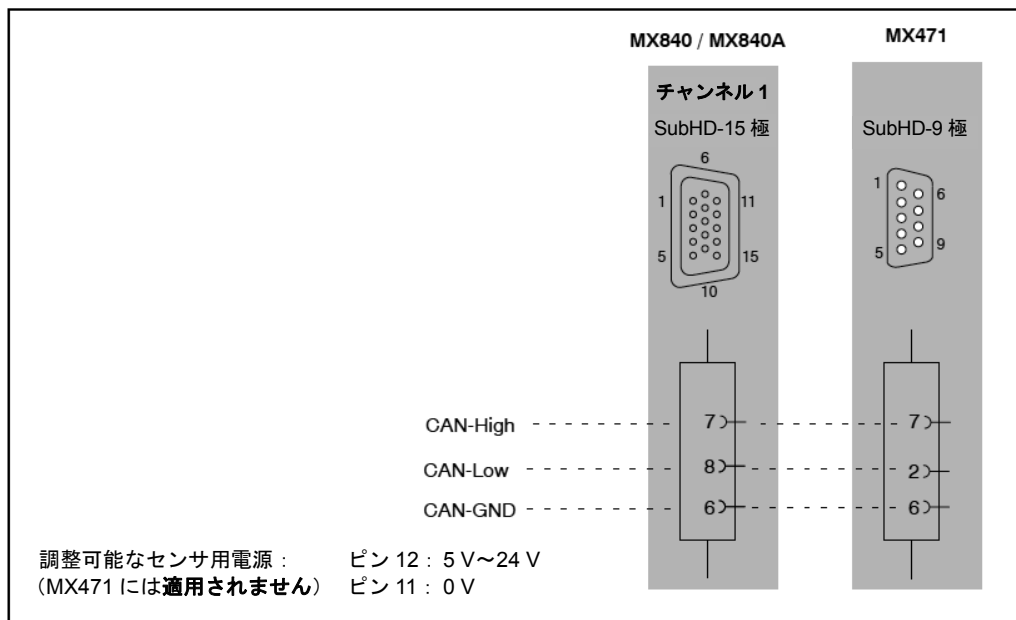 MX840 / MX840A
MX471
チャンネル 1
SubHD-15 極
SubHD-9 極
6
1
11
5
15
10
1
6
5
9
CAN-High
7
7
CAN-Low
8
2
CAN-GND
6
6
調整可能なセンサ用電源： ピン 12： 5 V～24 V
(MX471 には適用されません) ピン 11： 0 V